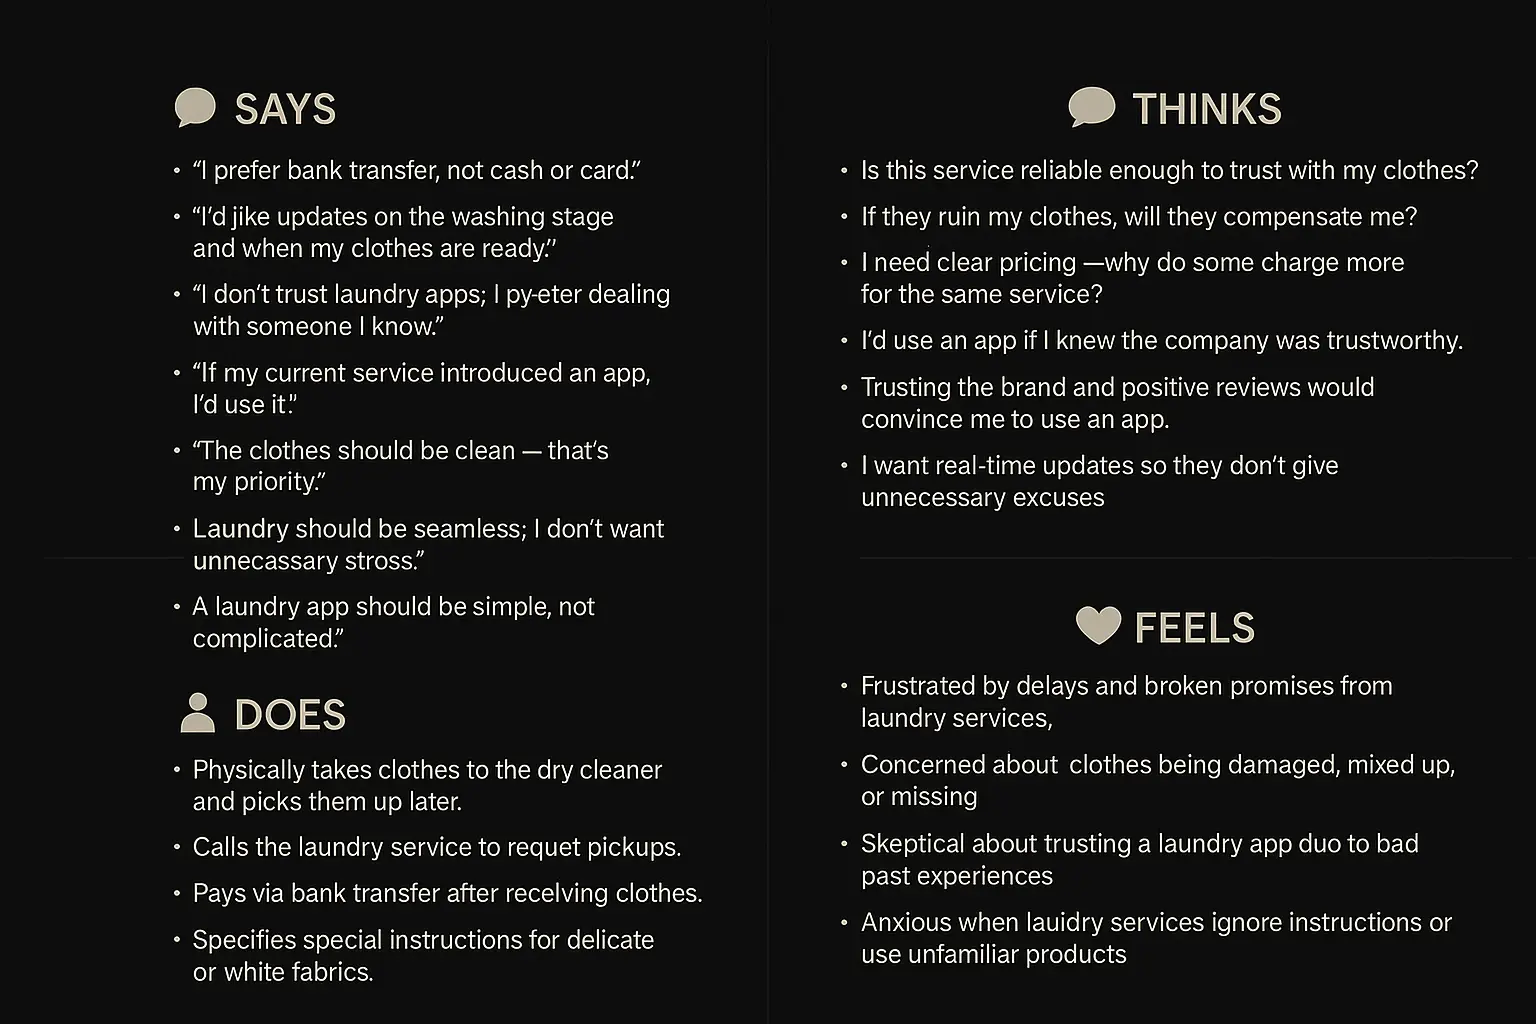 SAYS
• “I prefer bank transfer, not cash or card.”
• “I’d jike updates on the washing stage
and when my clothes are ready.”
• “I don’t trust laundry apps; I py-eter dealing
with someone I know.”
• “If my current service introduced an app,
I’d use it.”
• “The clothes should be clean — that’s
my priority.”
• Laundry should be seamless; I don’t want
unnecassary stross.”
• A laundry app should be simple, not
complicated.”
DOES
• Physically takes clothes to the dry cleaner
and picks them up later.
• Calls the laundry service to requet pickups.
• Pays via bank transfer after recelving clothes.
• Specifies special instructions for delicate
or white fabrics.
THINKS
• Is this service reliable enough to trust with my clothes?
• If they ruin my clothes, will they compensate me?
• I need clear pricing —why do some charge more
for the same service?
• I’d use an app if I knew the company was trustworthy.
• Trusting the brand and positive reviews would
convince me to use an app.
• I want real-time updates so they don’t give
unnecessary excuses
FEELS
• Frustrated by delays and broken promises from
laundry services,
• Concerned about clothes being damaged, mixed up,
or missing
• Skeptical about trusting a laundry app duo to bad
past experiences
• Anxious when lauidry services ignore instructions or
use unfamiliar products